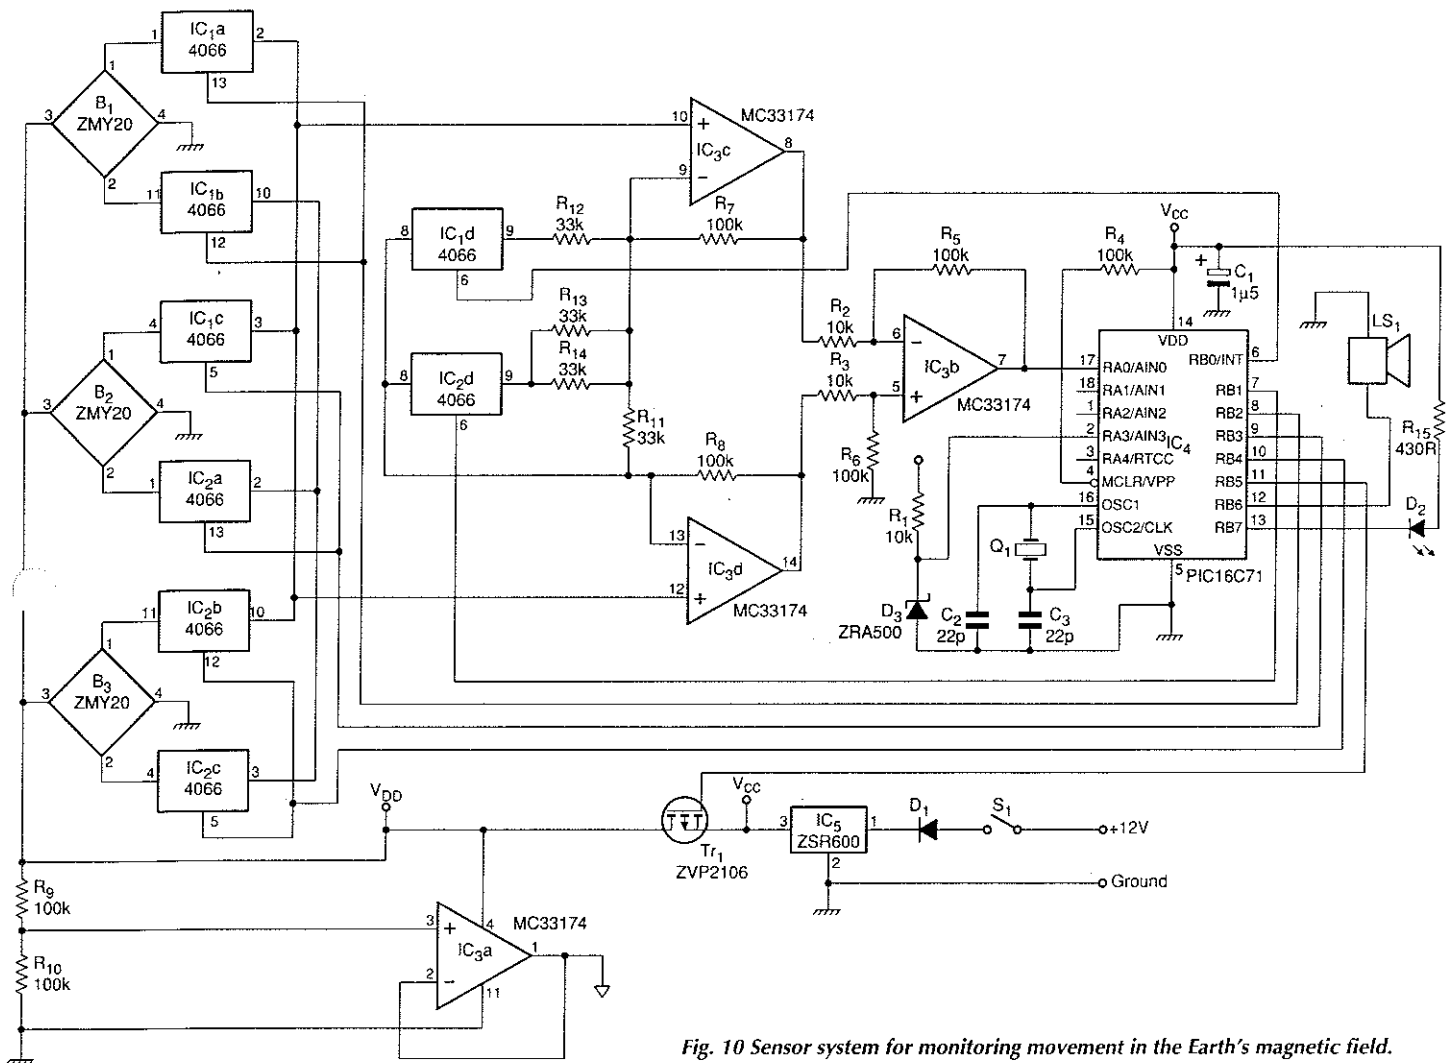 IC1a
4066
1
2
13
1
B1
ZMY20
3
4
2
IC1b
4066
11
10
12
IC1c
4066
4
3
5
1
B2
ZMY20
3
4
2
IC2a
4066
1
2
13
IC2b
4066
11
10
12
1
B3
ZMY20
3
4
2
IC2c
4066
4
3
5
MC33174
10
+
IC3c
8
9
−
R12
33k
R7
100k
8
IC1d
4066
9
6
R13
33k
R14
33k
8
IC2d
4066
9
6
R11
33k
R8
100k
13
−
IC3d
14
12
+
MC33174
R5
100k
R2
10k
6
−
R3
10k
IC3b
7
5
+
MC33174
R6
100k
R1
10k
D3
ZRA500
C2
22p
Q1
C3
22p
R4
100k
VCC
+
C1
1µ5
14
VDD
17
RA0/AIN0
18
RA1/AIN1
1
RA2/AIN2
2
RA3/AIN3
3
RA4/RTCC
4
MCLR/VPP
16
OSC1
15
OSC2/CLK
IC4
RB0/INT
6
RB1
7
RB2
8
RB3
9
RB4
10
RB5
11
RB6
12
RB7
13
VSS
5
PIC16C71
LS1
R15
430R
D2
VDD
Tr1
ZVP2106
VCC
3
IC5
ZSR600
1
2
D1
S1
+12V
Ground
R9
100k
R10
100k
MC33174
3
+
4
IC3a
1
2
−
11
Fig. 10 Sensor system for monitoring movement in the Earth's magnetic field.